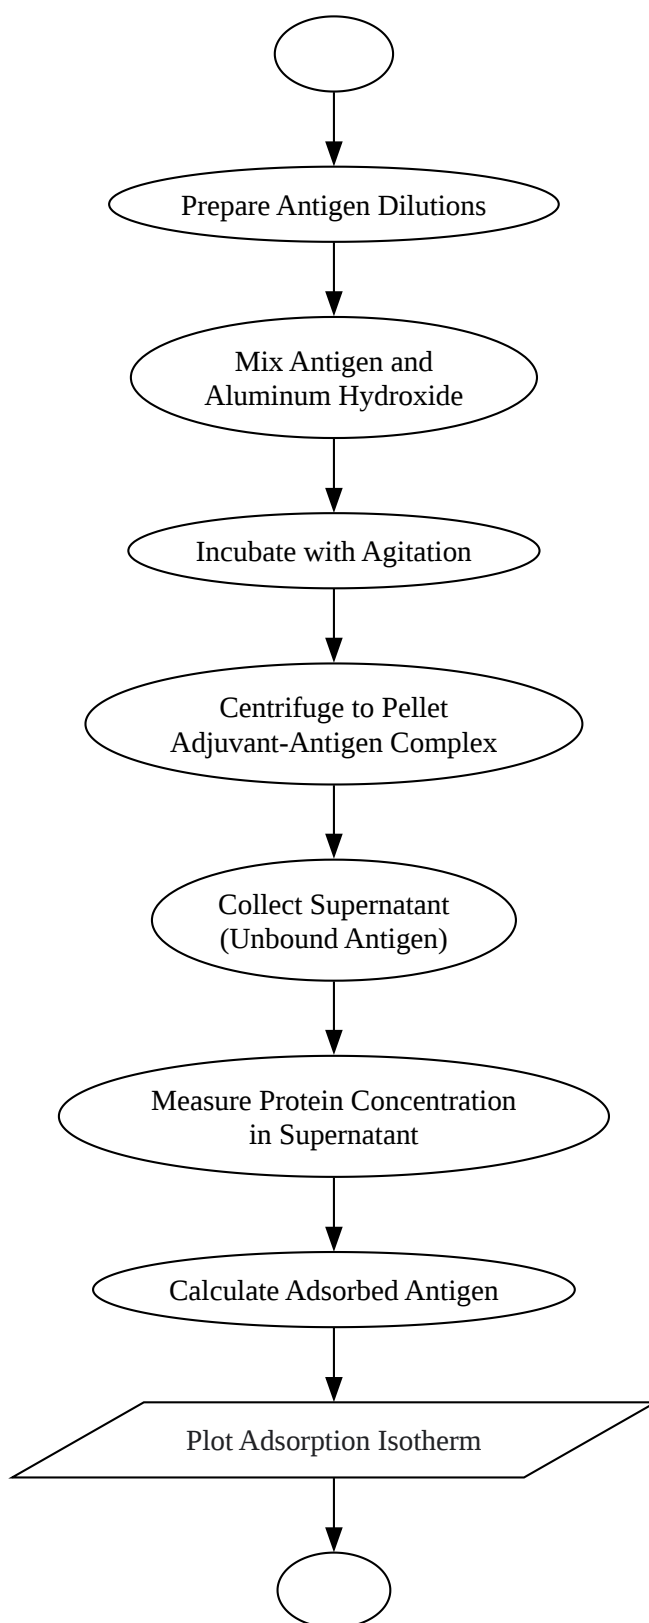 Prepare Antigen Dilutions
Mix Antigen and
Aluminum Hydroxide
Incubate with Agitation
Centrifuge to Pellet
Adjuvant-Antigen Complex
Collect Supernatant
(Unbound Antigen)
Measure Protein Concentration
in Supernatant
Calculate Adsorbed Antigen
Plot Adsorption Isotherm